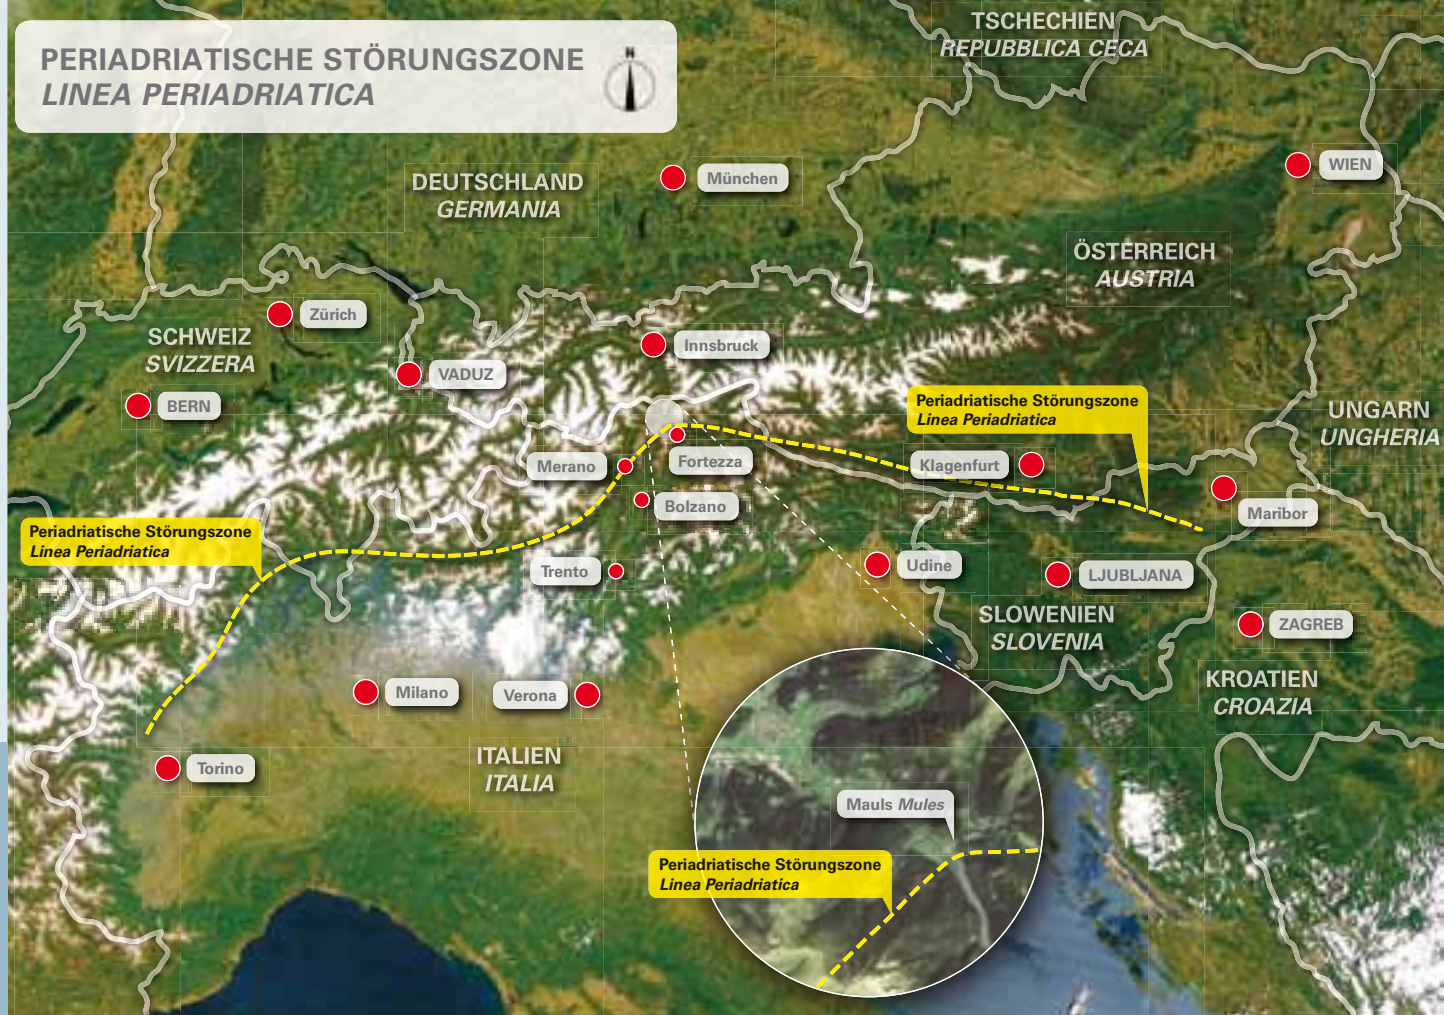 PERIADRIATISCHE STÖRUNGSZONE
LINEA PERIADRIATICA
N
TSCHECHIEN
REPUBBLICA CECA
DEUTSCHLAND
GERMANIA
München
WIEN
ÖSTERREICH
AUSTRIA
Zürich
SCHWEIZ
SVIZZERA
Innsbruck
VADUZ
BERN
Periadriatische Störungszone
Linea Periadriatica
UNGARN
UNGHERIA
Merano
Fortezza
Klagenfurt
Bolzano
Maribor
Periadriatische Störungszone
Linea Periadriatica
Trento
Udine
LJUBLJANA
SLOWENIEN
SLOVENIA
ZAGREB
KROATIEN
CROAZIA
Milano
Verona
ITALIEN
ITALIA
Torino
Mauls Mules
Periadriatische Störungszone
Linea Periadriatica